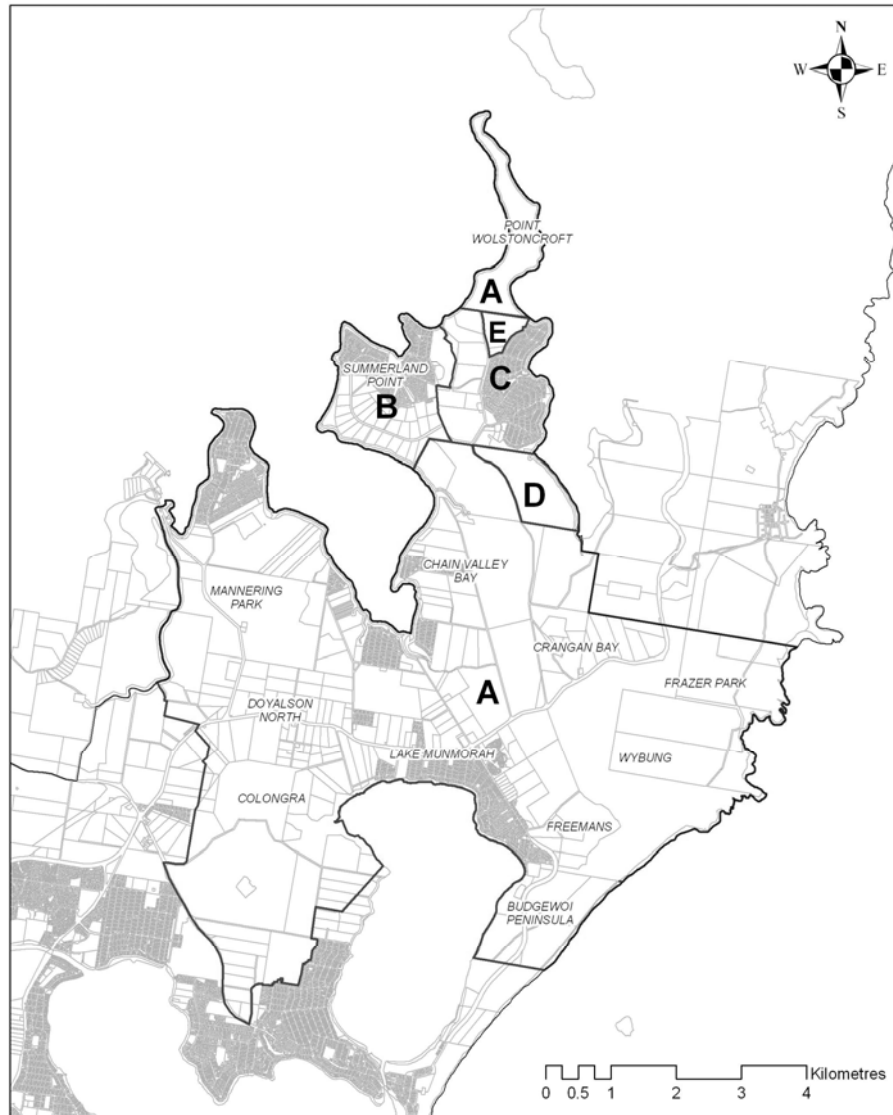 N
W E
S
POINT
WOLSTONCROFT
A
E
C
SUMMERLAND
POINT
B
D
CHAIN VALLEY
BAY
MANNERING
PARK
CRANGAN BAY
FRAZER PARK
A
DOYALSON
NORTH
LAKE MUNMORAH
WYBUNG
COLONGRA
FREEMANS
BUDGEWOI
PENINSULA
Kilometres
0 0.5 1 2 3 4